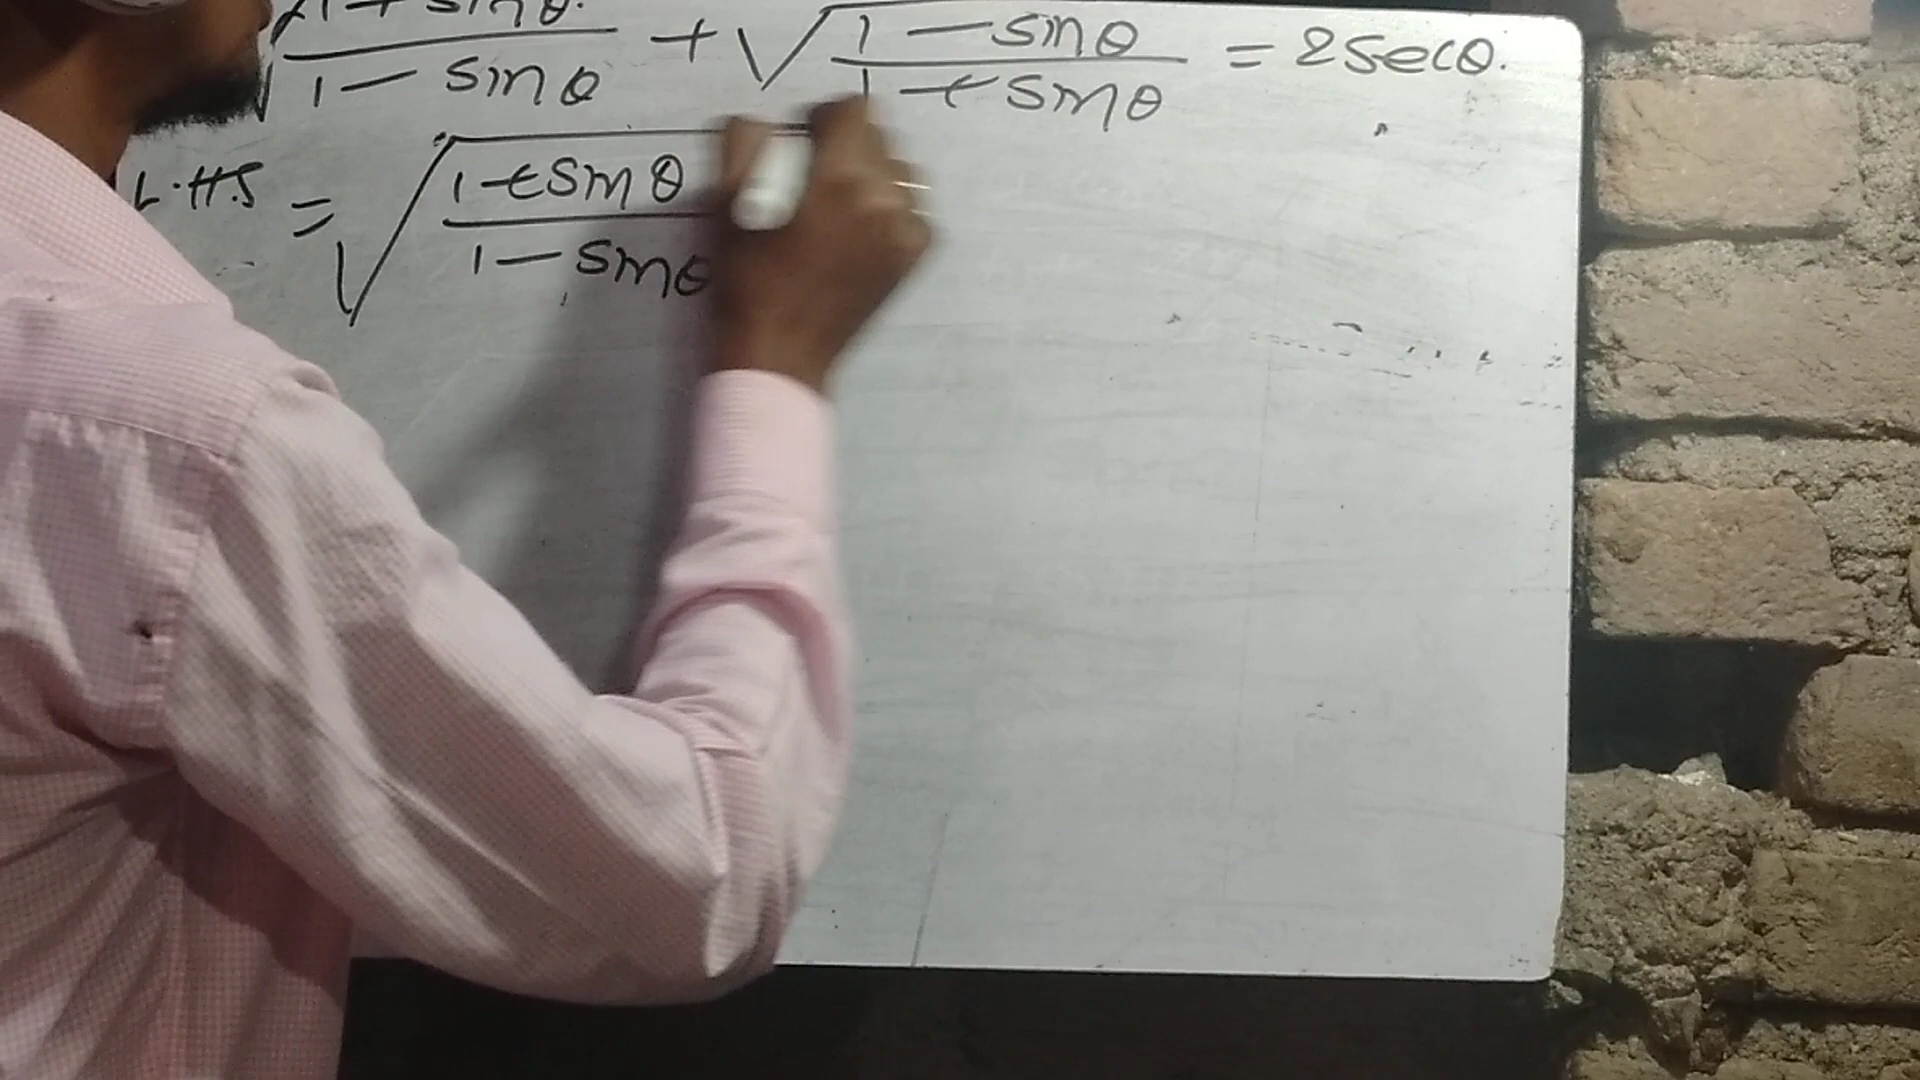 √(1 + sinθ / 1 - sinθ) + √(1 - sinθ / 1 + sinθ) = 2secθ.
L.H.S = √(1 + sinθ / 1 - sinθ)